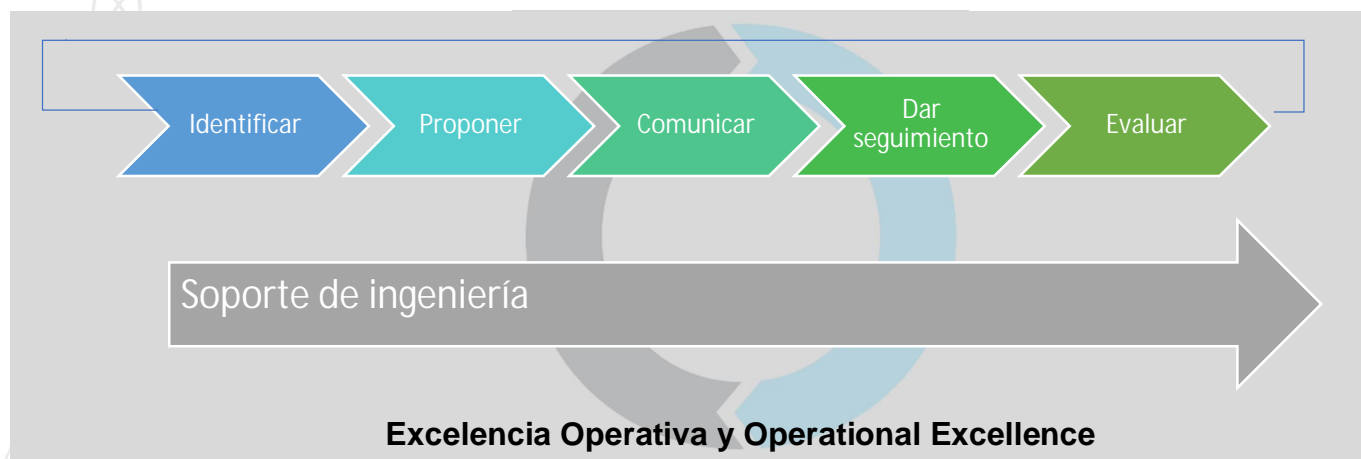 Identificar
Proponer
Comunicar
Dar
seguimiento
Evaluar
Soporte de ingeniería
Excelencia Operativa y Operational Excellence